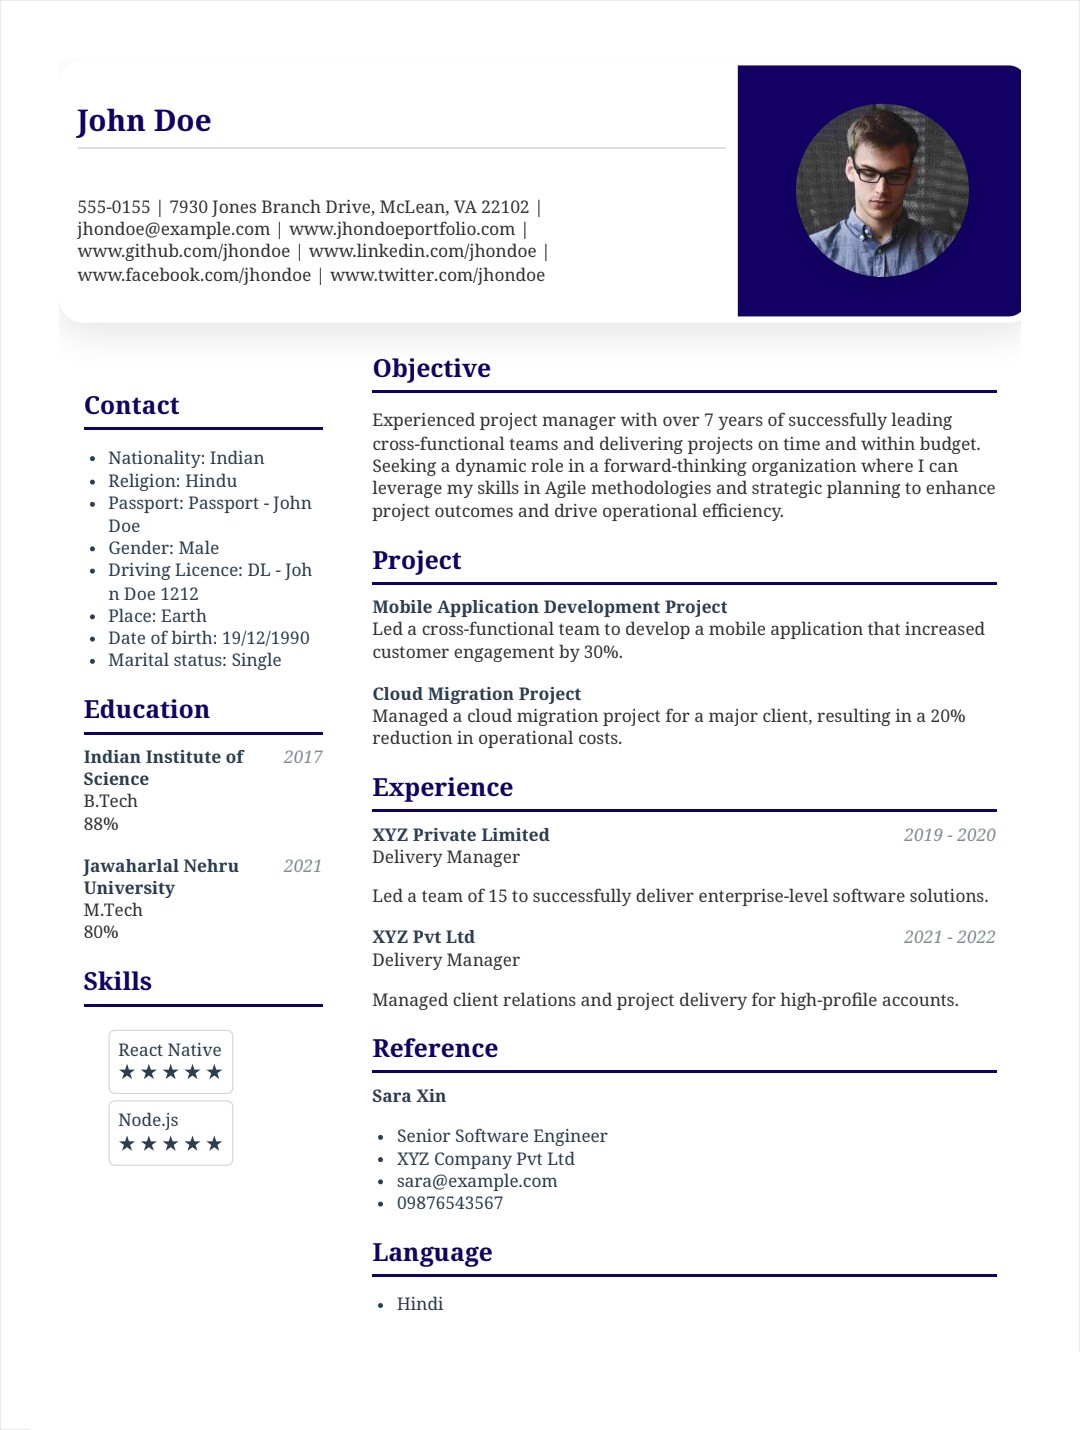 John Doe
555-0155 | 7930 Jones Branch Drive, McLean, VA 22102 |
jhondoe@example.com | www.jhondoeportfolio.com |
www.github.com/jhondoe | www.linkedin.com/jhondoe |
www.facebook.com/jhondoe | www.twitter.com/jhondoe
Contact
• Nationality: Indian
• Religion: Hindu
• Passport: Passport - John
Doe
• Gender: Male
• Driving Licence: DL - Joh
n Doe 1212
• Place: Earth
• Date of birth: 19/12/1990
• Marital status: Single
Education
Indian Institute of 2017
Science
B.Tech
88%
Jawaharlal Nehru 2021
University
M.Tech
80%
Skills
React Native
★★★★★
Node.js
★★★★★
Objective
Experienced project manager with over 7 years of successfully leading
cross-functional teams and delivering projects on time and within budget.
Seeking a dynamic role in a forward-thinking organization where I can
leverage my skills in Agile methodologies and strategic planning to enhance
project outcomes and drive operational efficiency.
Project
Mobile Application Development Project
Led a cross-functional team to develop a mobile application that increased
customer engagement by 30%.
Cloud Migration Project
Managed a cloud migration project for a major client, resulting in a 20%
reduction in operational costs.
Experience
XYZ Private Limited 2019 - 2020
Delivery Manager
Led a team of 15 to successfully deliver enterprise-level software solutions.
XYZ Pvt Ltd 2021 - 2022
Delivery Manager
Managed client relations and project delivery for high-profile accounts.
Reference
Sara Xin
• Senior Software Engineer
• XYZ Company Pvt Ltd
• sara@example.com
• 09876543567
Language
• Hindi